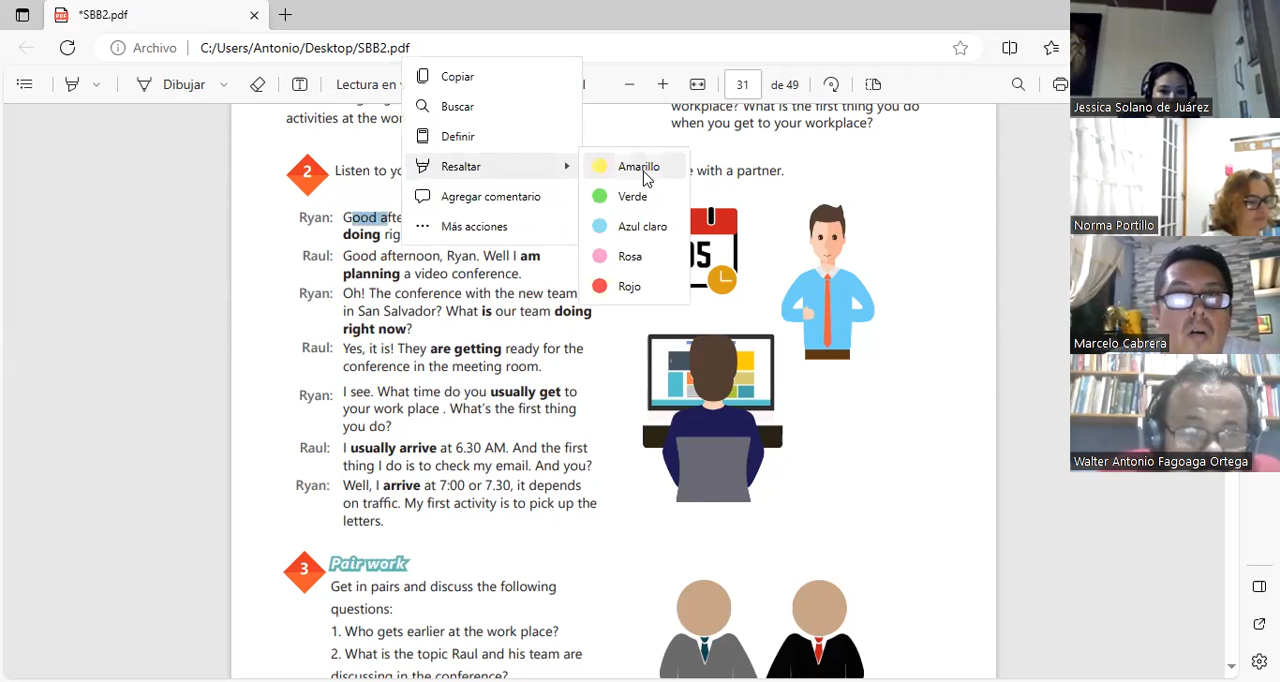 *SBB2.pdf
Archivo
C:/Users/Antonio/Desktop/SBB2.pdf
Dibujar
Lectura en
31
de 49
Copiar
Buscar
Definir
Resaltar
Agregar comentario
Más acciones
Amarillo
Verde
Azul claro
Rosa
Rojo
activities at the wor
workplace? What is the first thing you do
when you get to your workplace?
2
Listen to yo
e with a partner.
Ryan: Good afte
doing rig
Raul: Good afternoon, Ryan. Well I am
planning a video conference.
Ryan: Oh! The conference with the new team
in San Salvador? What is our team doing
right now?
Raul: Yes, it is! They are getting ready for the
conference in the meeting room.
Ryan: I see. What time do you usually get to
your work place . What's the first thing
you do?
Raul: I usually arrive at 6.30 AM. And the first
thing I do is to check my email. And you?
Ryan: Well, I arrive at 7:00 or 7.30, it depends
on traffic. My first activity is to pick up the
letters.
05
3
Pair work
Get in pairs and discuss the following
questions:
1. Who gets earlier at the work place?
2. What is the topic Raul and his team are
discussing in the conference?
Jessica Solano de Juárez
Norma Portillo
Marcelo Cabrera
Walter Antonio Fagoaga Ortega